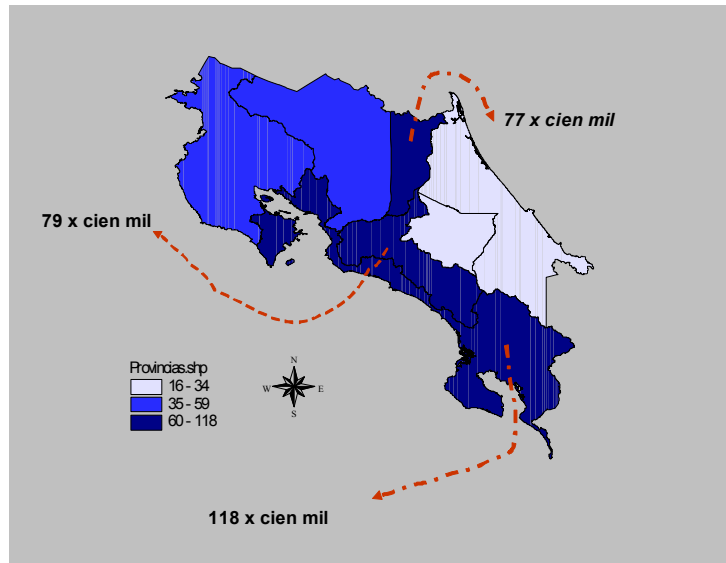 77 x cien mil
79 x cien mil
Provincias.shp
16 - 34
35 - 59
60 - 118
N
W E
S
118 x cien mil